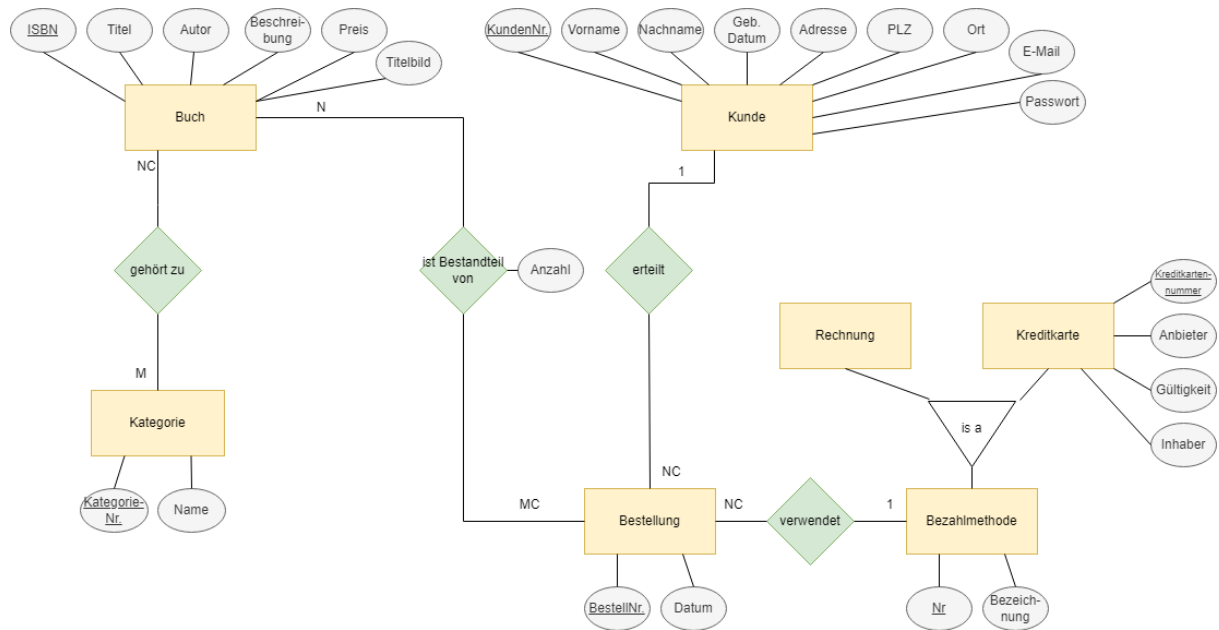 ISBN
Titel
Autor
Beschrei-
bung
Preis
Titelbild
KundenNr.
Vorname
Nachname
Geb.
Datum
Adresse
PLZ
Ort
E-Mail
Passwort
Buch
N
Kunde
NC
1
gehört zu
ist Bestandteil
von
Anzahl
erteilt
Kreditkarten-
nummer
Rechnung
Kreditkarte
Anbieter
M
Gültigkeit
Kategorie
is a
Inhaber
NC
Kategorie-
Nr.
Name
MC
Bestellung
NC
verwendet
1
Bezahlmethode
BestellNr.
Datum
Nr
Bezeich-
nung